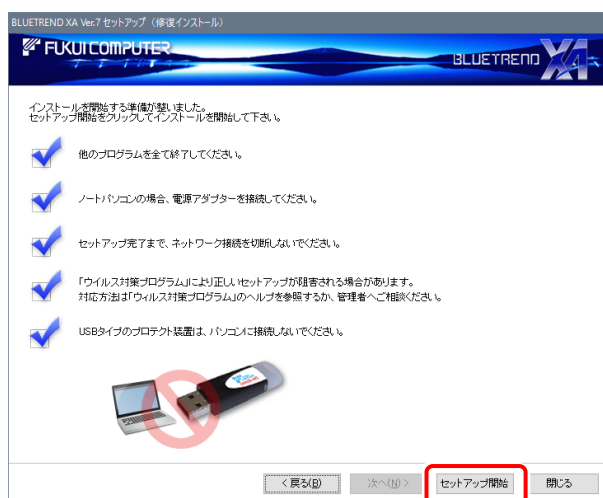 BLUETREND XA Ver.7 セットアップ（修復インストール）
FUKUI COMPUTER
BLUETREND XA
インストールを開始する準備が整いました。
セットアップ開始をクリックしてインストールを開始して下さい。
他のプログラムを全て終了してください。
ノートパソコンの場合、電源アダプターを接続してください。
セットアップ完了まで、ネットワーク接続を切断しないでください。
「ウイルス対策プログラム」により正しいセットアップが阻害される場合があります。
対応方法は「ウィルス対策プログラム」のヘルプを参照するか、管理者へご相談ください。
USBタイプのプロテクト装置は、パソコンに接続しないでください。
< 戻る(B)
次へ(N) >
セットアップ開始
閉じる